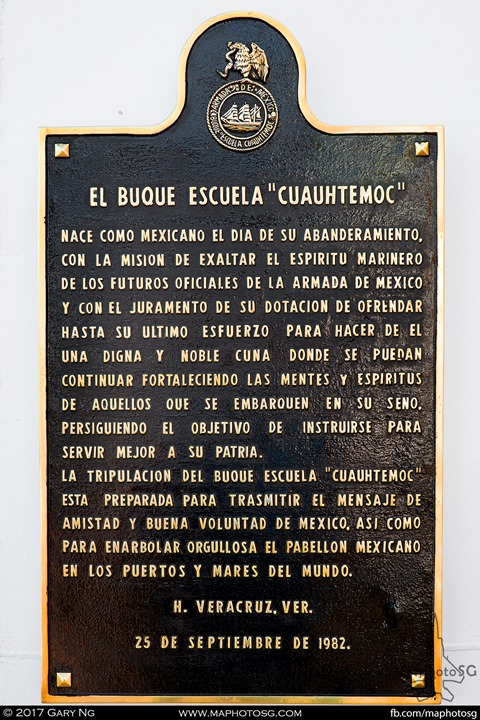 ARMADA DE MEXICO
BUQUE ESCUELA CUAUHTEMOC
EL BUQUE ESCUELA "CUAUHTEMOC"
NACE COMO MEXICANO EL DIA DE SU ABANDERAMIENTO,
CON LA MISION DE EXALTAR EL ESPIRITU MARINERO
DE LOS FUTUROS OFICIALES DE LA ARMADA DE MEXICO
Y CON EL JURAMENTO DE SU DOTACION DE OFRENDAR
HASTA SU ULTIMO ESFUERZO PARA HACER DE EL
UNA DIGNA Y NOBLE CUNA DONDE SE PUEDAN
CONTINUAR FORTALECIENDO LAS MENTES Y ESPIRITUS
DE AQUELLOS QUE SE EMBARQUEN EN SU SENO,
PERSIGUIENDO EL OBJETIVO DE INSTRUIRSE PARA
SERVIR MEJOR A SU PATRIA.
LA TRIPULACION DEL BUQUE ESCUELA "CUAUHTEMOC"
ESTA PREPARADA PARA TRASMITIR EL MENSAJE DE
AMISTAD Y BUENA VOLUNTAD DE MEXICO, ASI COMO
PARA ENARBOLAR ORGULLOSA EL PABELLON MEXICANO
EN LOS PUERTOS Y MARES DEL MUNDO.
H. VERACRUZ, VER.
25 DE SEPTIEMBRE DE 1982.
© 2017 GARY NG
WWW.MAPHOTOSG.COM
fb.com/maphotosg